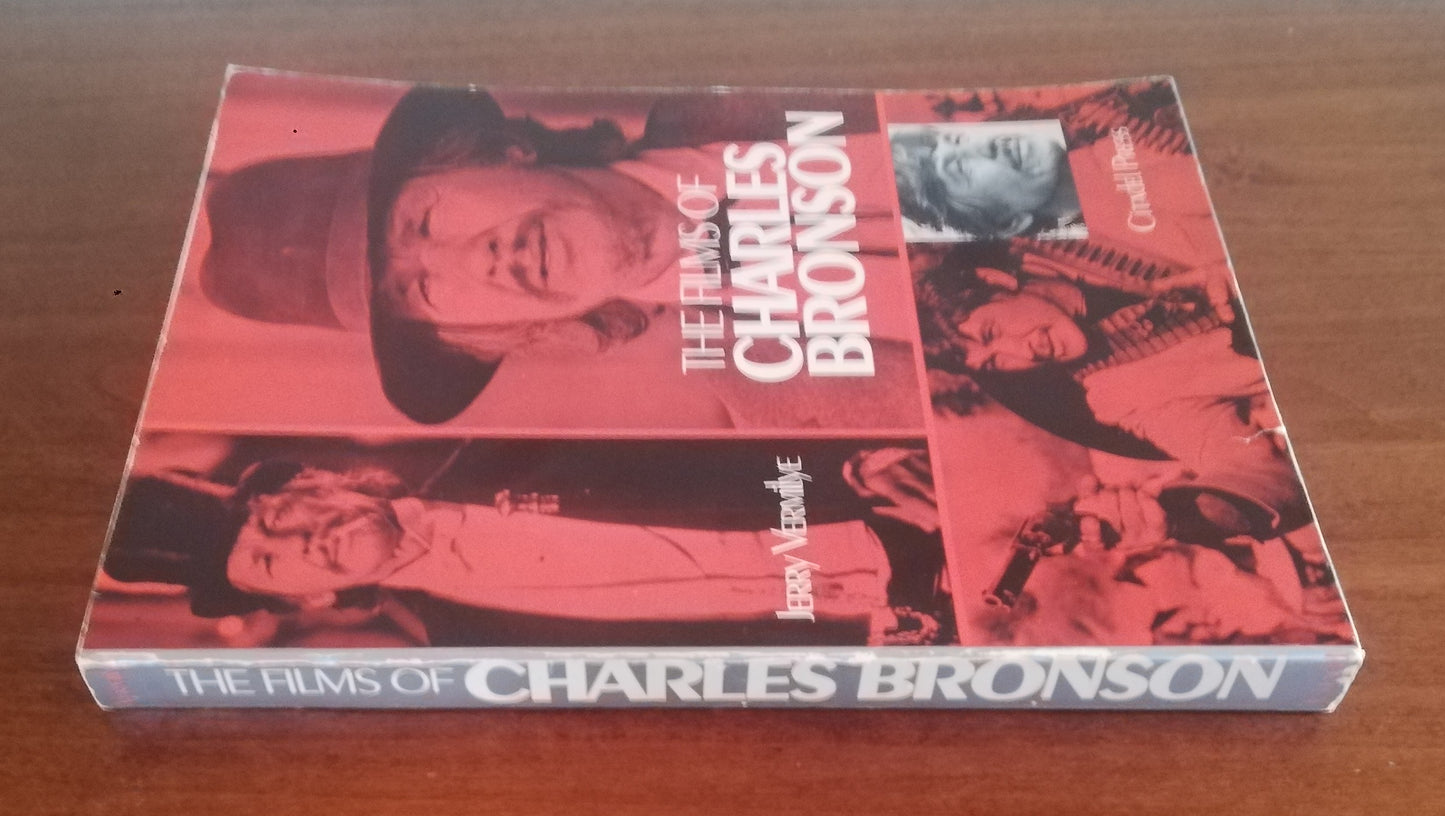 THE FILMS OF
CHARLES
BRONSON
JERRY VERMILYE
Citadel Press
THE FILMS OF CHARLES BRONSON